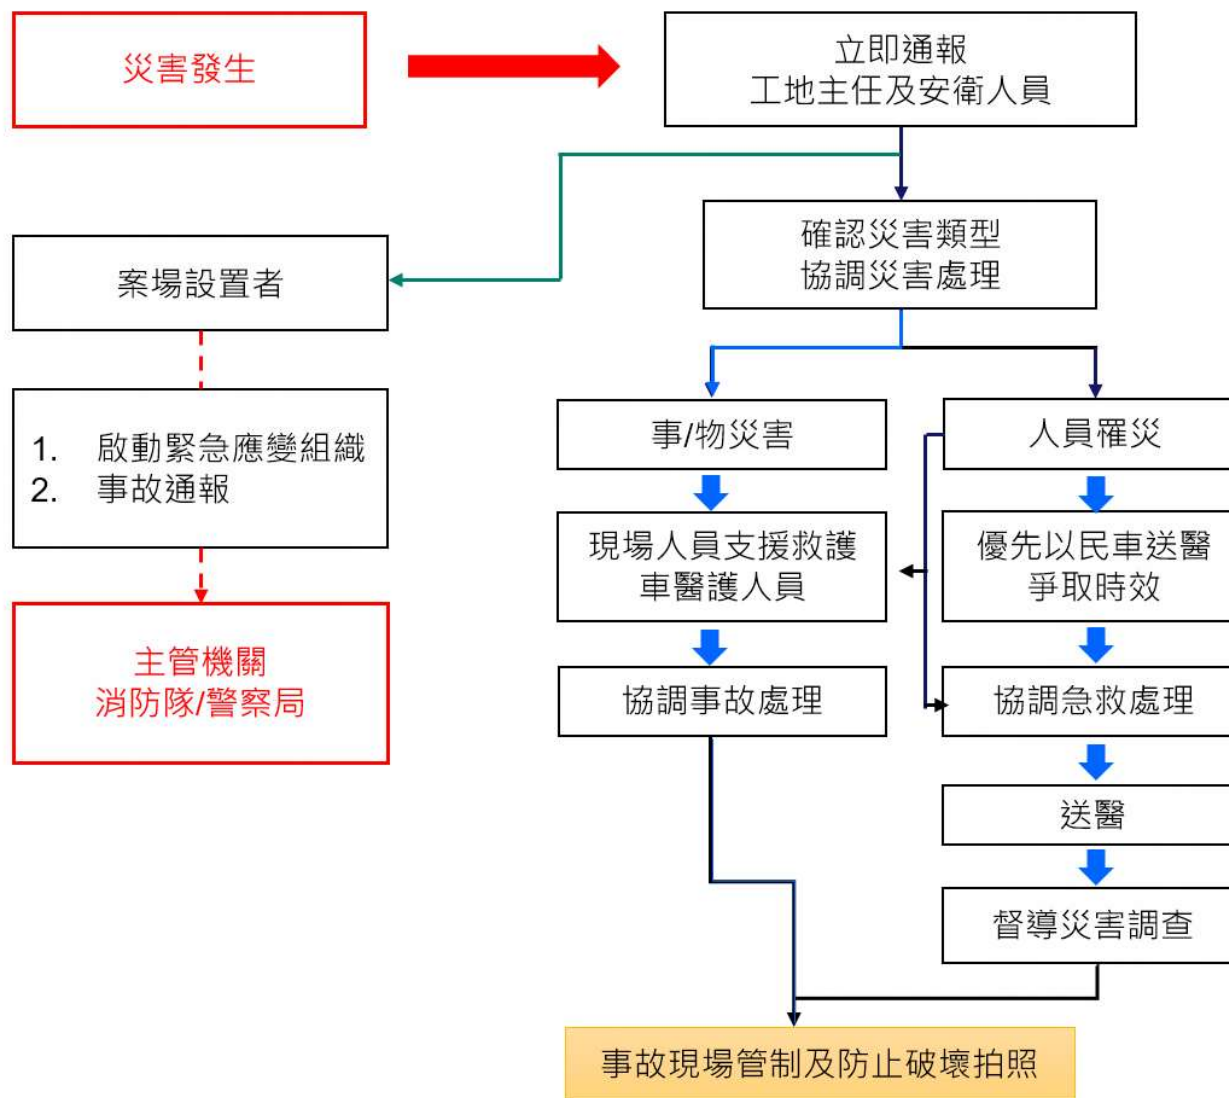 災害發生
立即通報
工地主任及安衛人員
確認災害類型
協調災害處理
案場設置者
1. 啟動緊急應變組織
2. 事故通報
主管機關
消防隊/警察局
事/物災害
人員罹災
現場人員支援救護
車醫護人員
優先以民車送醫
爭取時效
協調事故處理
協調急救處理
送醫
督導災害調查
事故現場管制及防止破壞拍照